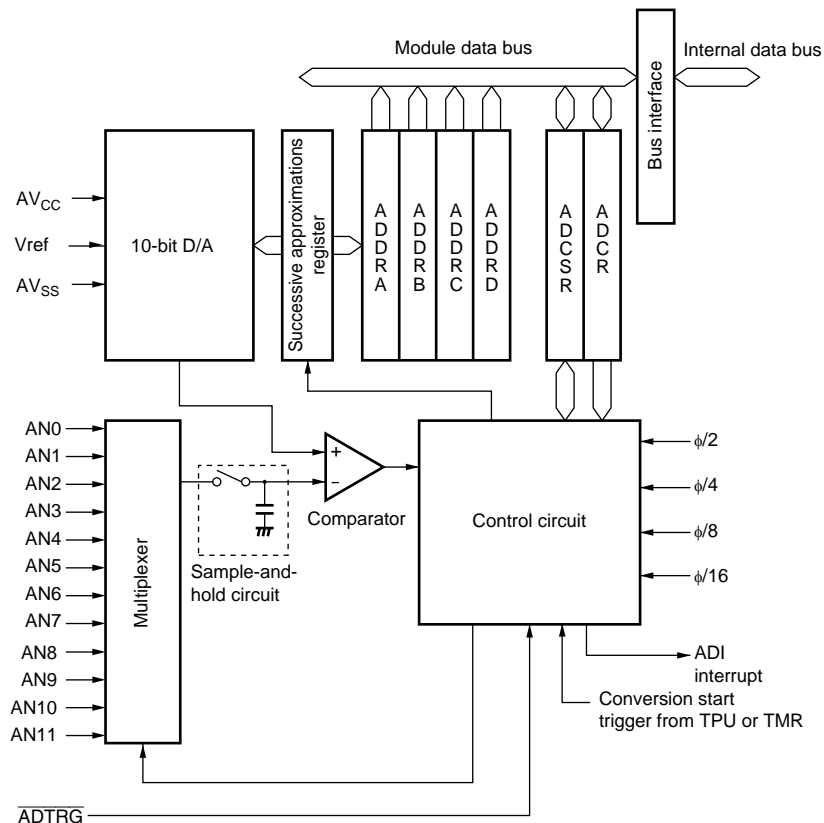 Module data bus
Internal data bus
Bus interface
AVCC
Vref
AVSS
10-bit D/A
Successive approximations
register
ADDRA
ADDRB
ADDRC
ADDRD
ADCSR
ADCR
AN0
AN1
AN2
AN3
AN4
AN5
AN6
AN7
AN8
AN9
AN10
AN11
Multiplexer
Sample-and-
hold circuit
+
−
Comparator
Control circuit
ϕ/2
ϕ/4
ϕ/8
ϕ/16
ADI
interrupt
Conversion start
trigger from TPU or TMR
ADTRG